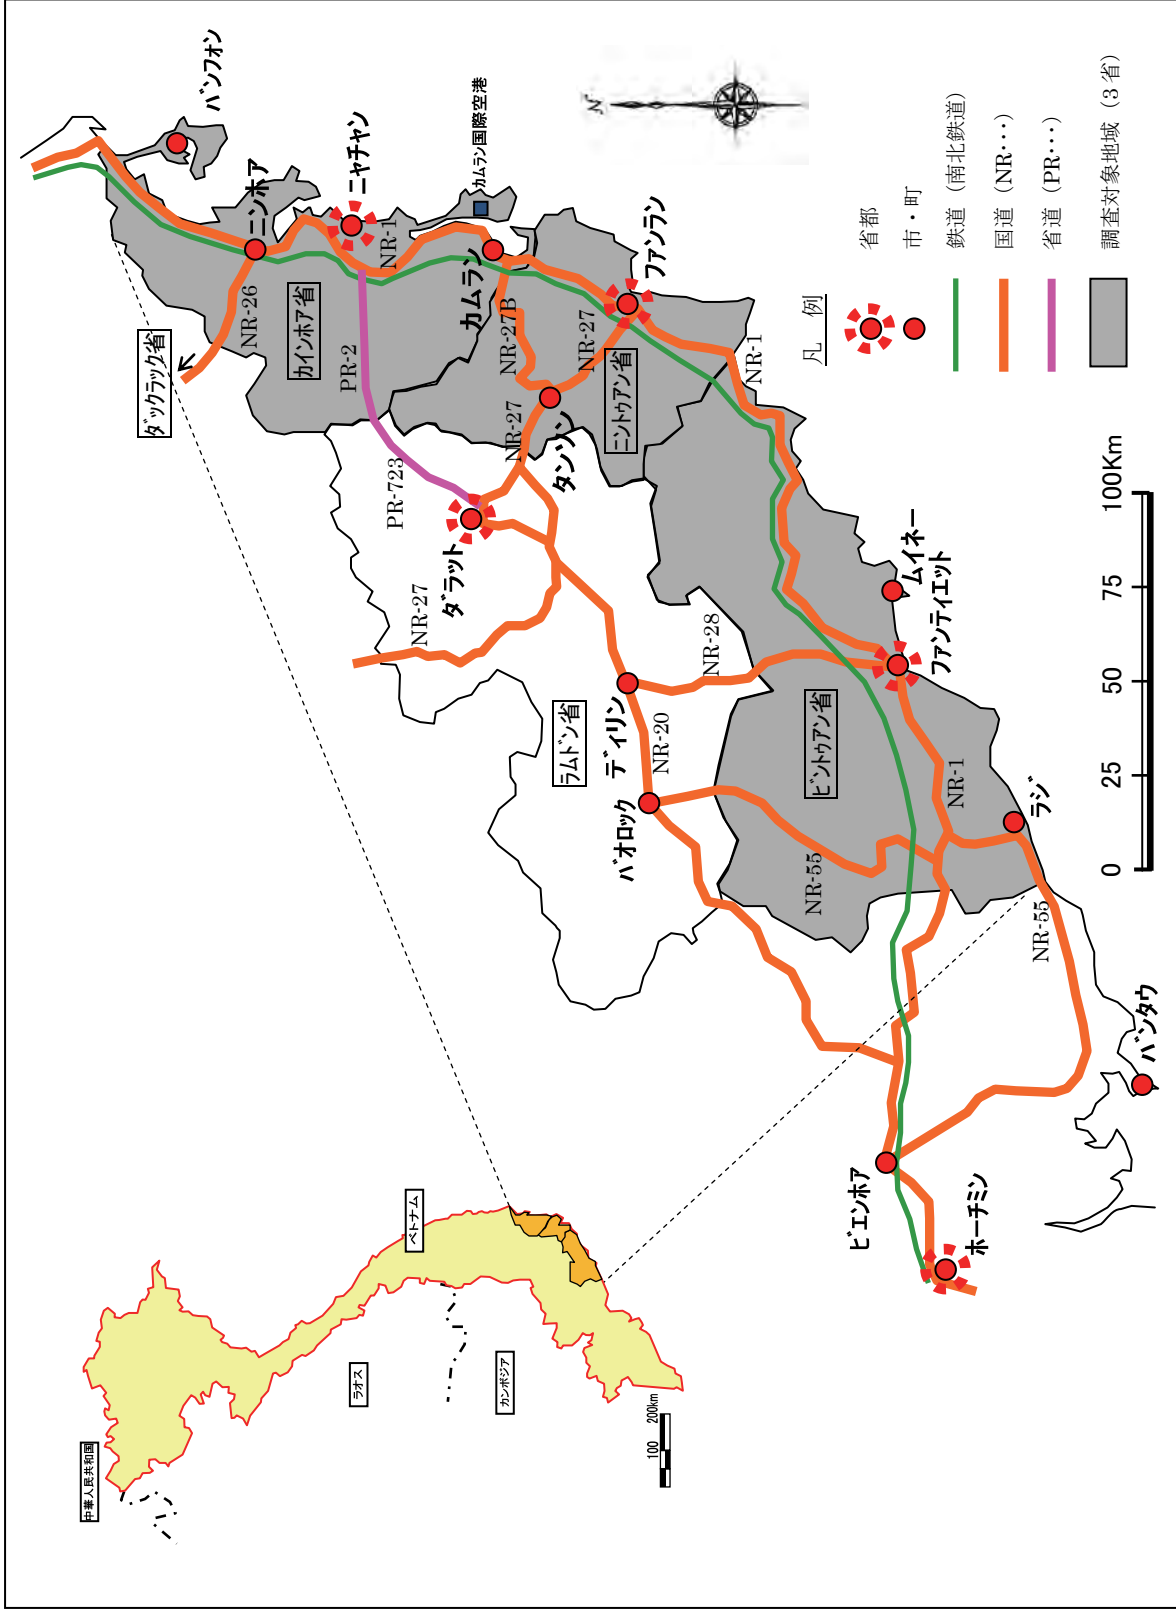 中華人民共和国
ラオス
ベトナム
カンボジア
100 200km
ダックラック省
バンフォン
ニンホア
NR-26
カインホア省
ニャチャン
NR-1
PR-2
カムラン国際空港
カムラン
NR-27B
PR-723
NR-27
NR-27
ファンラン
タンソン
ニントゥアン省
ダラット
NR-27
NR-1
ラムドン省
ディリン
NR-28
NR-20
バオロック
ムイネー
ファンティエット
ビントゥアン省
NR-1
NR-55
ラジ
NR-55
ビエンホア
ホーチミン
バンタウ
N
凡 例
省都
市・町
鉄道（南北鉄道）
国道（NR・・・）
省道（PR・・・）
調査対象地域（3 省）
0 25 50 75 100Km